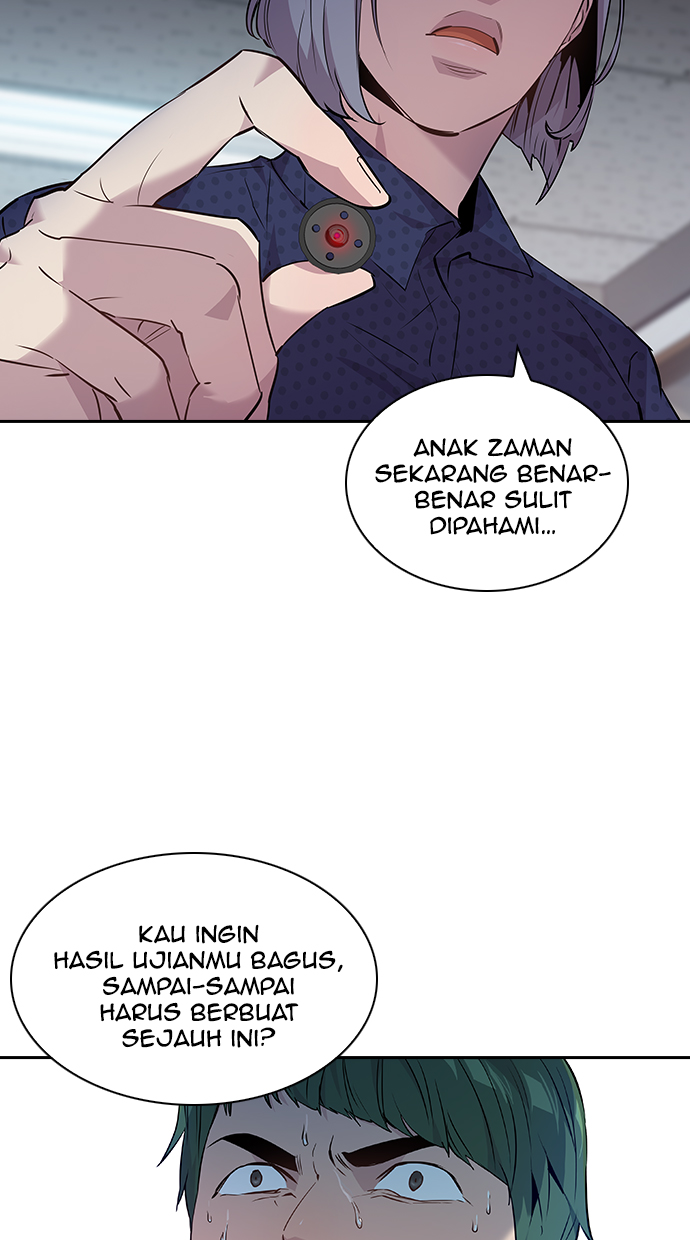 ANAK ZAMAN
SEKARANG BENAR-
BENAR SULIT
DIPAHAMI...
KAU INGIN
HASIL UJIANMU BAGUS,
SAMPAI-SAMPAI
HARUS BERBUAT
SEJAUH INI?